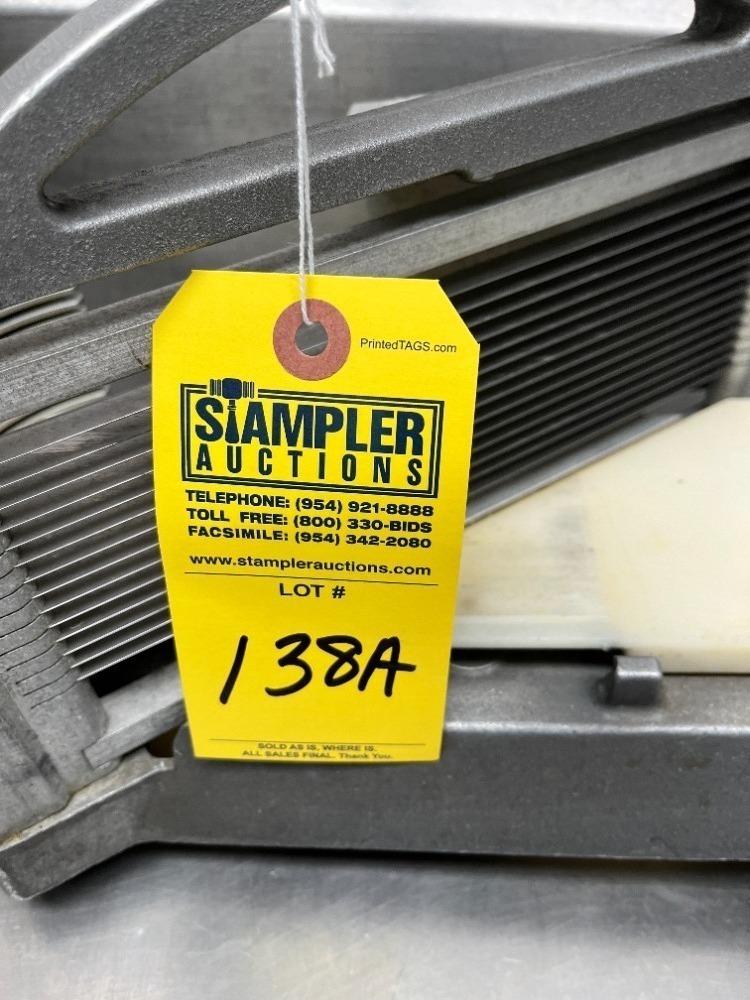 PrintedTAGS.com
STAMPLER
AUCTIONS
TELEPHONE: (954) 921-8888
TOLL FREE: (800) 330-BIDS
FACSIMILE: (954) 342-2080
www.stamplerauctions.com
LOT #
138A
SOLD AS IS, WHERE IS.
ALL SALES FINAL. Thank You.